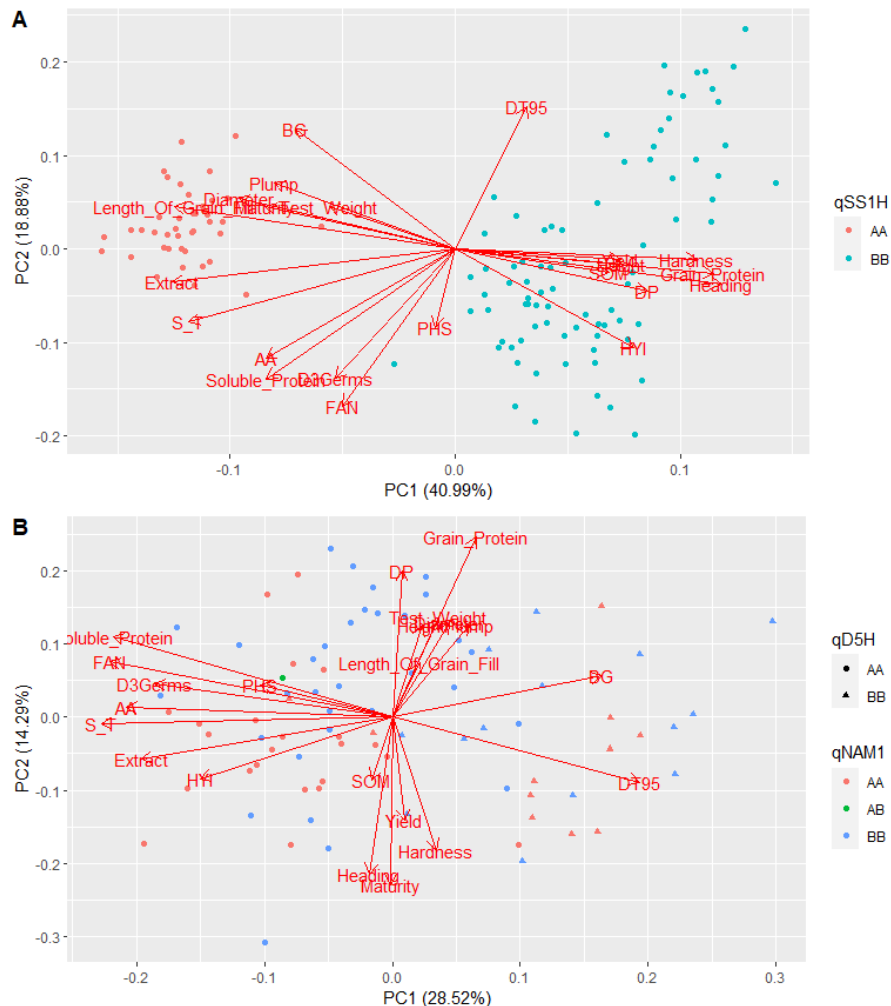 A
0.2
0.1
0.0
-0.1
-0.2
PC2 (18.88%)
DT95
BG
Plump
Diameter
Length_Of_Grain_Fill
Maturity
Test_Weight
Extract
S_T
AA
Soluble_Protein
D3Germs
FAN
PHS
Yield
SOM
DP
Hardness
Grain_Protein
Heading
HYI
-0.1
0.0
0.1
PC1 (40.99%)
qSS1H
AA
BB
B
0.2
0.1
0.0
-0.1
-0.2
-0.3
PC2 (14.29%)
Grain_Protein
DP
Test_Weight
Length_Of_Grain_Fill
oluble_Protein
FAN
D3Germs
PHS
AA
S_T
Extract
HYI
BG
DT95
SOM
Yield
Hardness
Heading
Maturity
-0.2
-0.1
0.0
0.1
0.2
0.3
PC1 (28.52%)
qD5H
AA
BB
qNAM1
AA
AB
BB